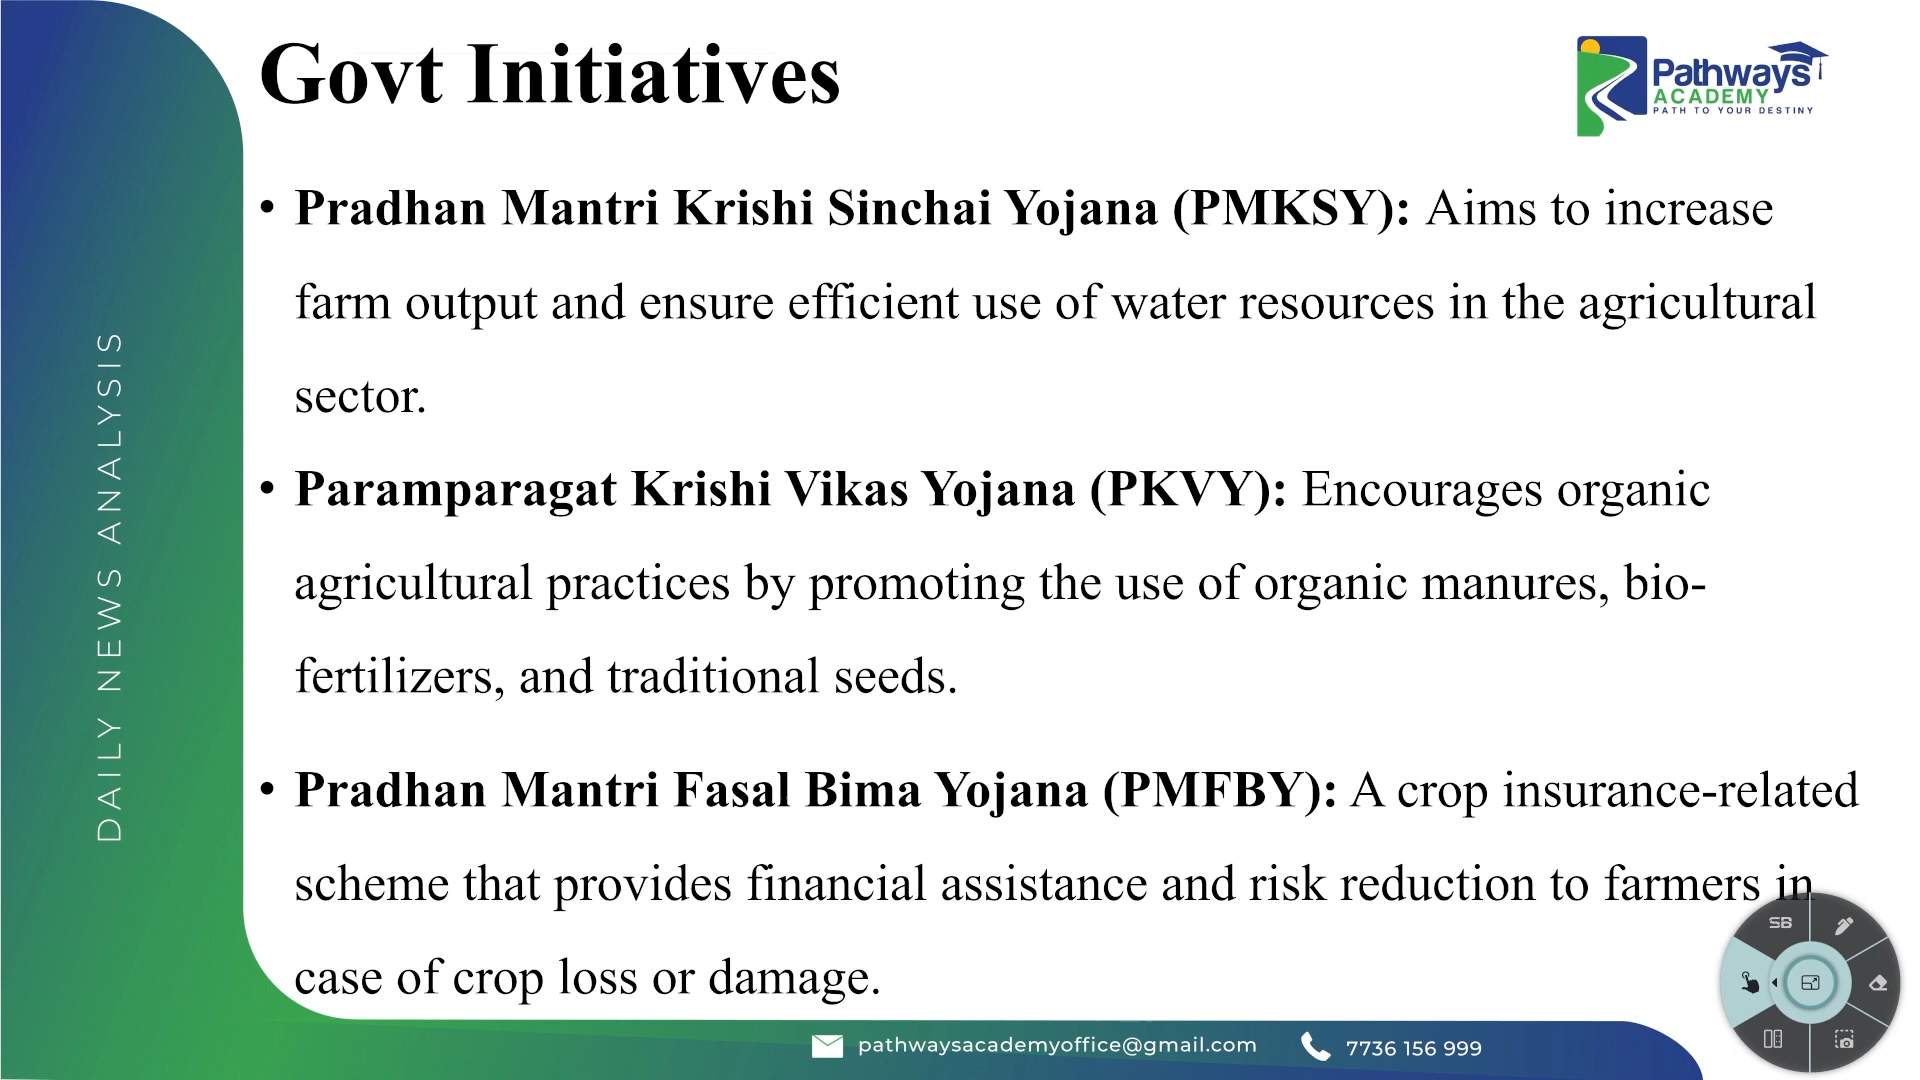 Govt Initiatives
Pathways
ACADEMY
PATH TO YOUR DESTINY
• Pradhan Mantri Krishi Sinchai Yojana (PMKSY): Aims to increase
farm output and ensure efficient use of water resources in the agricultural
sector.
• Paramparagat Krishi Vikas Yojana (PKVY): Encourages organic
agricultural practices by promoting the use of organic manures, bio-
fertilizers, and traditional seeds.
• Pradhan Mantri Fasal Bima Yojana (PMFBY): A crop insurance-related
scheme that provides financial assistance and risk reduction to farmers in
case of crop loss or damage.
DAILY NEWS ANALYSIS
SB
pathwaysacademyoffice@gmail.com
7736 156 999